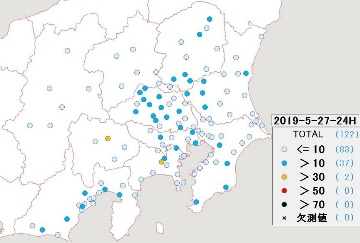 2019-5-27-24H
TOTAL (122)
<= 10 (83)
> 10 (37)
> 30 (2)
> 50 (0)
> 70 (0)
× 欠測値 (0)